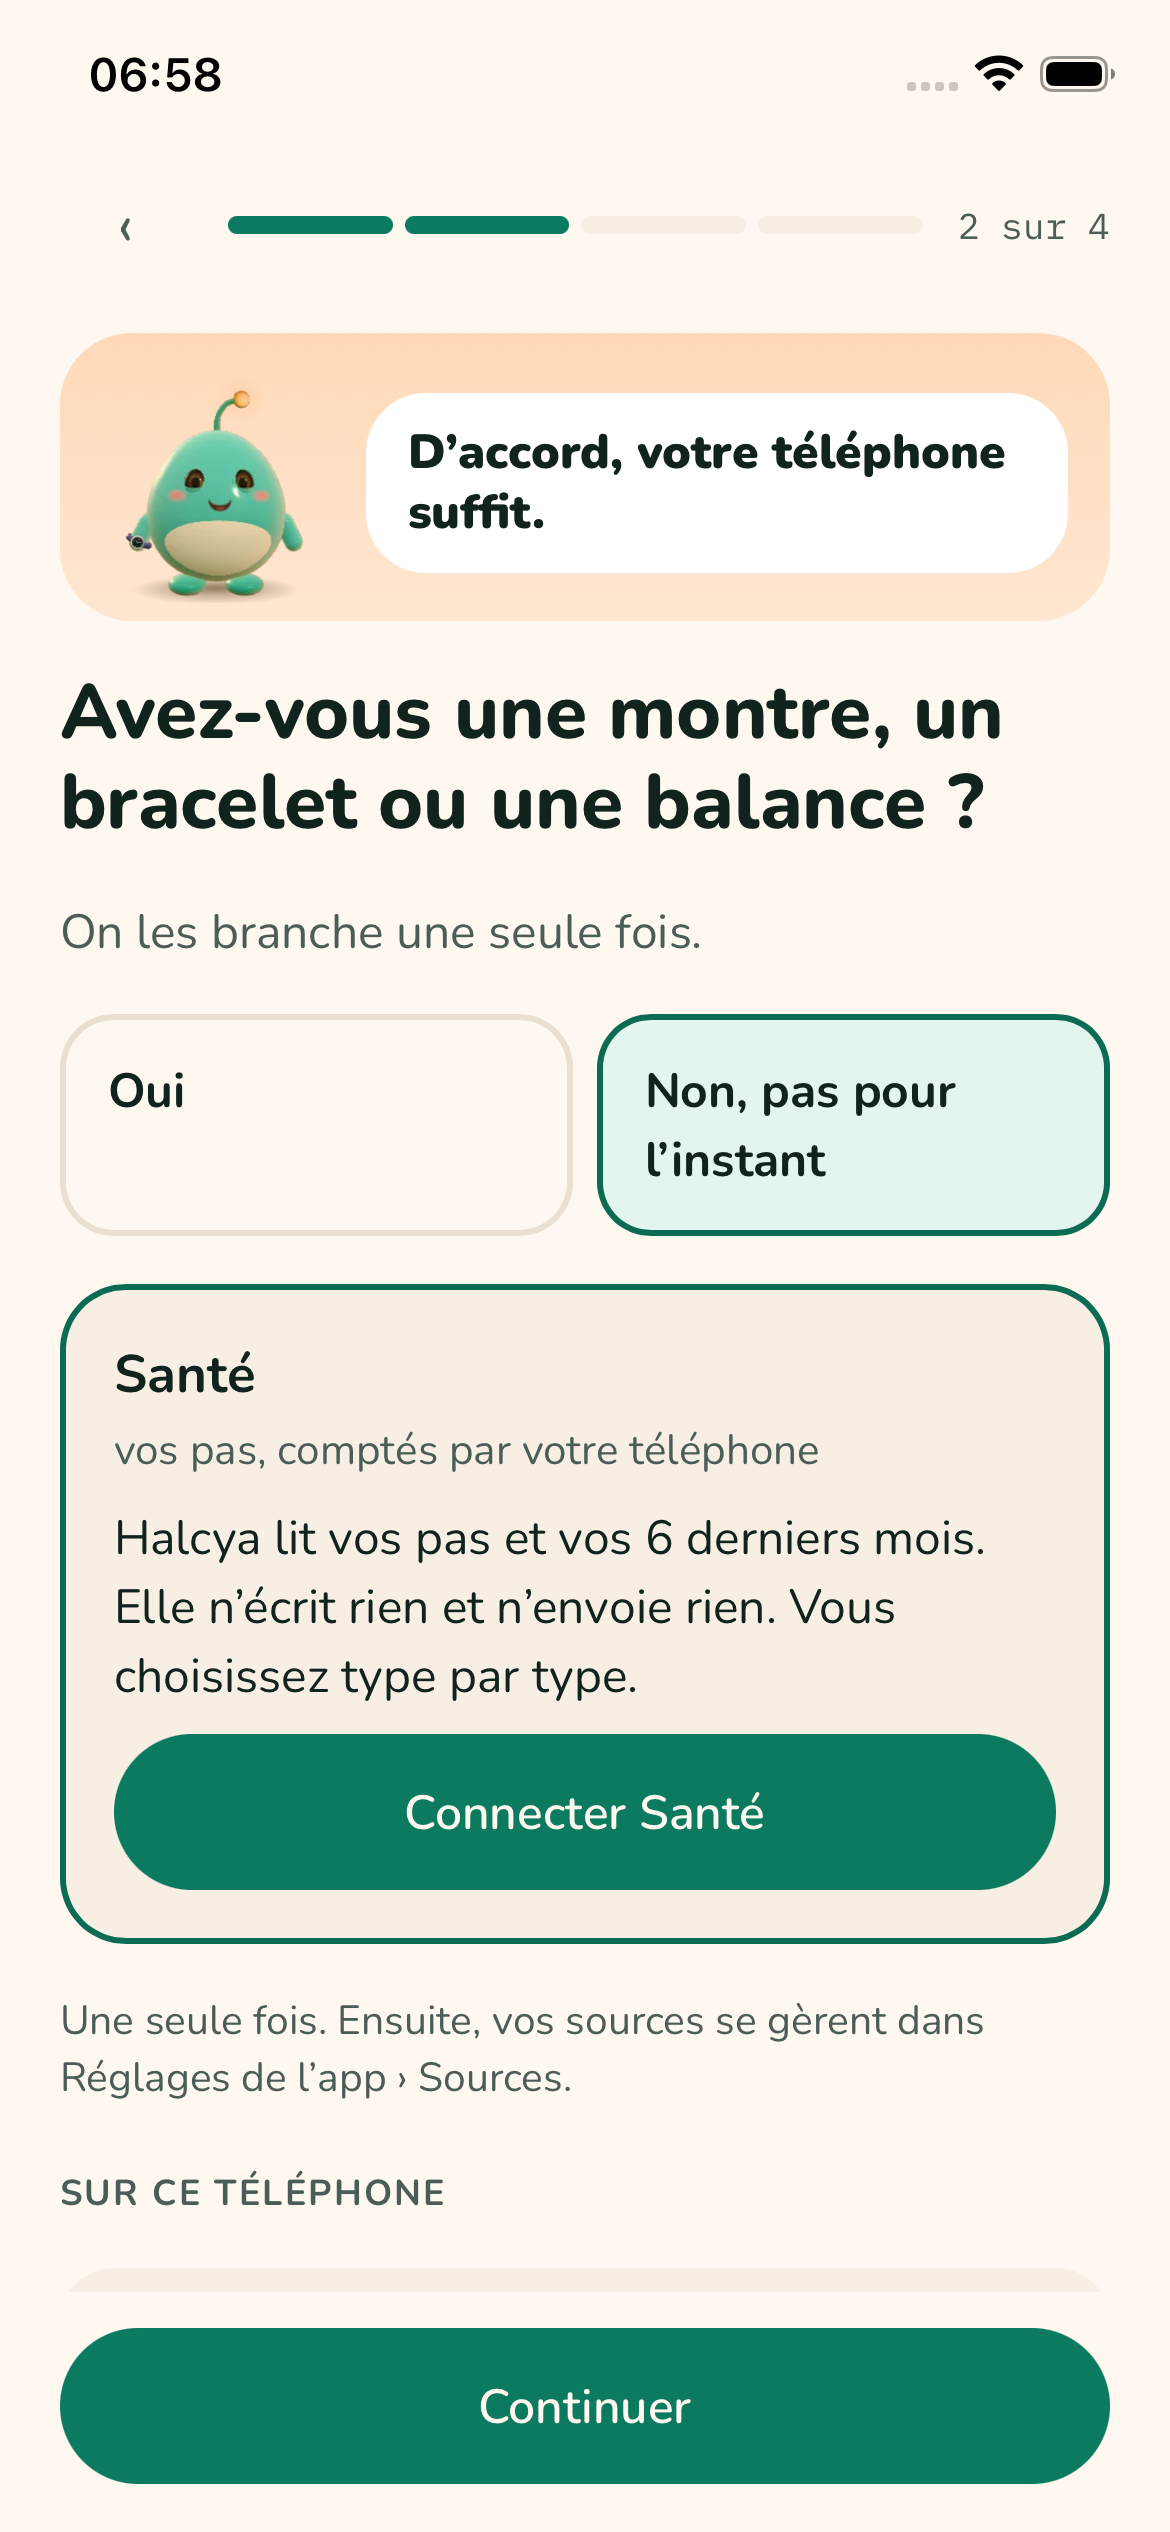 06:58
‹
2 sur 4
D’accord, votre téléphone
suffit.
Avez-vous une montre, un
bracelet ou une balance ?
On les branche une seule fois.
Oui
Non, pas pour
l’instant
Santé
vos pas, comptés par votre téléphone
Halcya lit vos pas et vos 6 derniers mois.
Elle n’écrit rien et n’envoie rien. Vous
choisissez type par type.
Connecter Santé
Une seule fois. Ensuite, vos sources se gèrent dans
Réglages de l’app › Sources.
SUR CE TÉLÉPHONE
Continuer